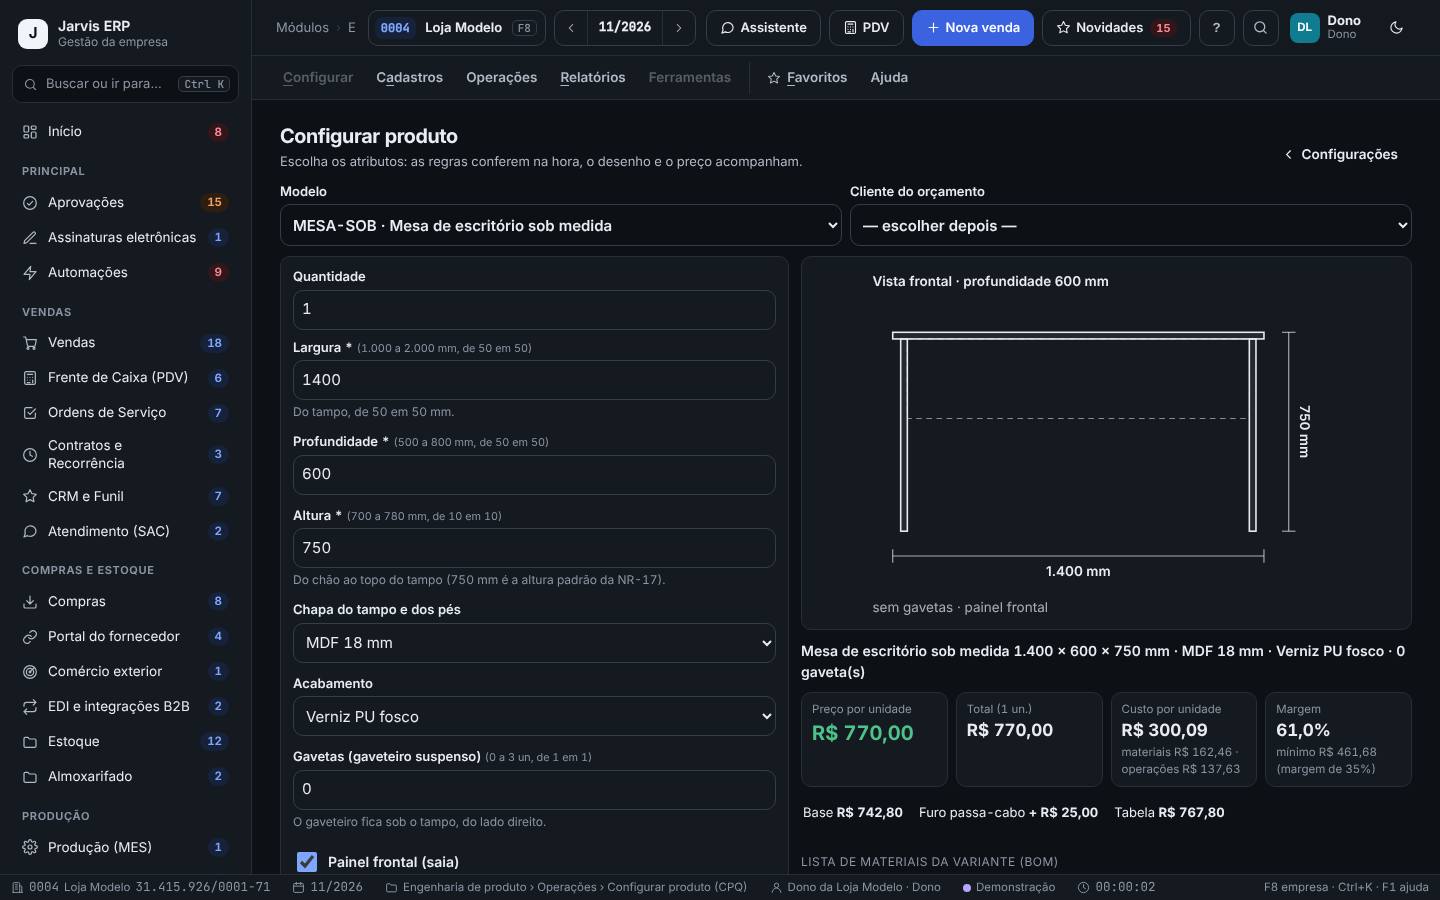 J
Jarvis ERP
Gestão da empresa
Buscar ou ir para...
Ctrl K
Início 8
PRINCIPAL
Aprovações 15
Assinaturas eletrônicas 1
Automações 9
VENDAS
Vendas 18
Frente de Caixa (PDV) 6
Ordens de Serviço 7
Contratos e
Recorrência 3
CRM e Funil 7
Atendimento (SAC) 2
COMPRAS E ESTOQUE
Compras 8
Portal do fornecedor 4
Comércio exterior 1
EDI e integrações B2B 2
Estoque 12
Almoxarifado 2
PRODUÇÃO
Produção (MES) 1
Módulos › E
0004 Loja Modelo F8
‹ 11/2026 ›
Assistente
PDV
+ Nova venda
Novidades 15
?
DL
Dono
Dono
Configurar Cadastros Operações Relatórios Ferramentas Favoritos Ajuda
Configurar produto
Escolha os atributos: as regras conferem na hora, o desenho e o preço acompanham.
‹ Configurações
Modelo
MESA-SOB · Mesa de escritório sob medida
Cliente do orçamento
— escolher depois —
Quantidade
1
Largura * (1.000 a 2.000 mm, de 50 em 50)
1400
Do tampo, de 50 em 50 mm.
Profundidade * (500 a 800 mm, de 50 em 50)
600
Altura * (700 a 780 mm, de 10 em 10)
750
Do chão ao topo do tampo (750 mm é a altura padrão da NR-17).
Chapa do tampo e dos pés
MDF 18 mm
Acabamento
Verniz PU fosco
Gavetas (gaveteiro suspenso) (0 a 3 un, de 1 em 1)
0
O gaveteiro fica sob o tampo, do lado direito.
Painel frontal (saia)
Vista frontal · profundidade 600 mm
750 mm
1.400 mm
sem gavetas · painel frontal
Mesa de escritório sob medida 1.400 × 600 × 750 mm · MDF 18 mm · Verniz PU fosco · 0
gaveta(s)
Preço por unidade
R$ 770,00
Total (1 un.)
R$ 770,00
Custo por unidade
R$ 300,09
materiais R$ 162,46 ·
operações R$ 137,63
Margem
61,0%
mínimo R$ 461,68
(margem de 35%)
Base R$ 742,80 Furo passa-cabo + R$ 25,00 Tabela R$ 767,80
LISTA DE MATERIAIS DA VARIANTE (BOM)
0004 Loja Modelo 31.415.926/0001-71
11/2026
Engenharia de produto › Operações › Configurar produto (CPQ)
Dono da Loja Modelo · Dono
Demonstração
00:00:02
F8 empresa · Ctrl+K · F1 ajuda